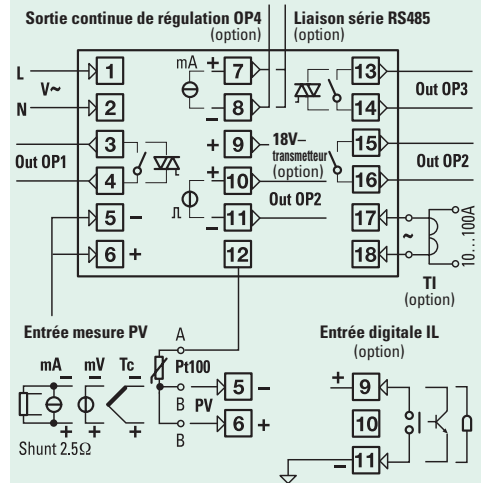 Sortie continue de régulation OP4
(option)
Liaison série RS485
(option)
L
V~
N
1
2
3
4
5 -
6 +
Out OP1
mA
+ 7
- 8
+ 9
10
+
11
-
12
18V⎓
transmetteur
(option)
Out OP2
13
14
15
16
17
18
Out OP3
Out OP2
~
10...100A
TI
(option)
Entrée mesure PV
mA mV Tc
- - -
+ + +
Shunt 2.5Ω
A
Pt100
B PV
B
5 -
6 +
Entrée digitale IL
(option)
+ 9
10
- 11